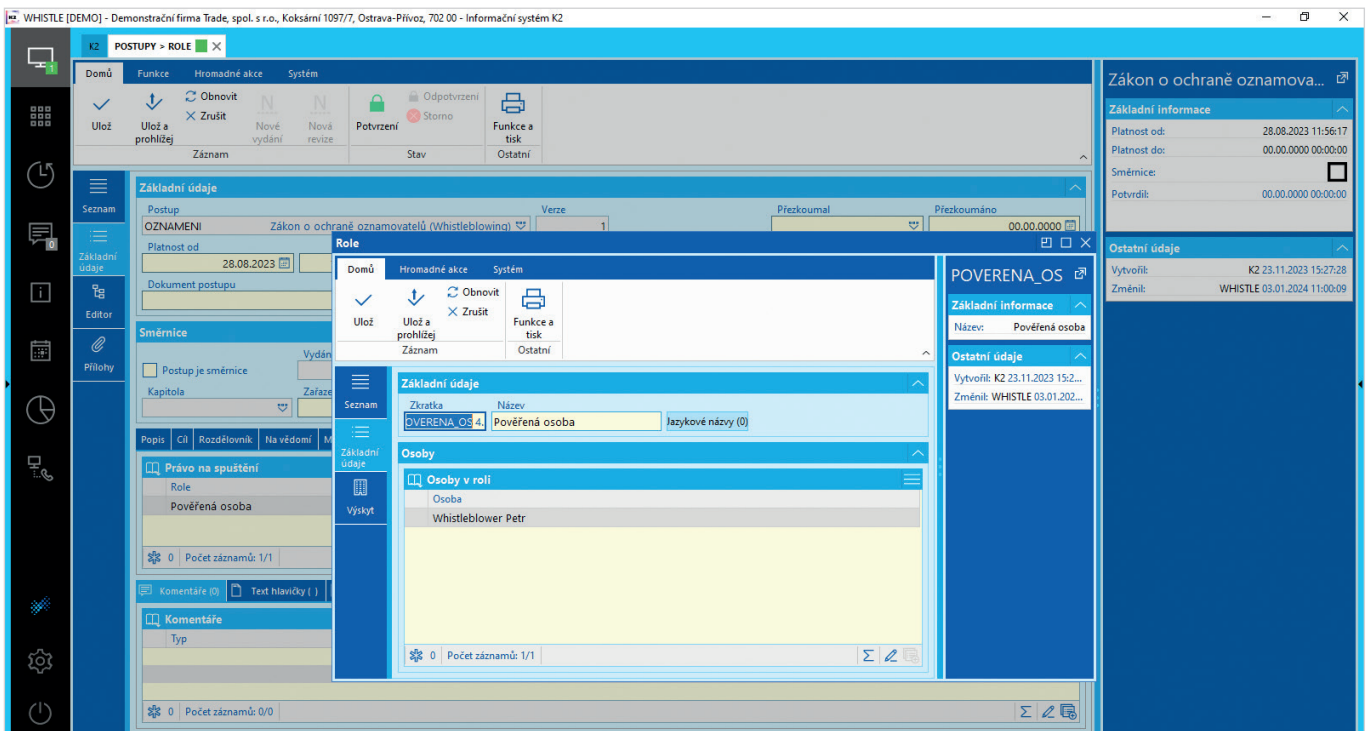 WHISTLE [DEMO] - Demonstrační firma Trade, spol. s r.o., Koksární 1097/7, Ostrava-Přívoz, 702 00 - Informační systém K2
1
K2 POSTUPY > ROLE
Domů Funkce Hromadné akce Systém
Ulož
Ulož a prohlížej
Obnovit
Zrušit
Nové vydání
Nová revize
Potvrzení
Odpotvrzení
Storno
Funkce a tisk
Záznam Stav Ostatní
Seznam
Základní údaje
Editor
Přílohy
0
Základní údaje
Postup Verze Přezkoumal Přezkoumáno
OZNAMENI Zákon o ochraně oznamovatelů (Whistleblowing) 1 00.00.0000
Platnost od
28.08.2023
Dokument postupu
Směrnice
Vydán
Postup je směrnice
Kapitola Zařaze
Popis Cíl Rozdělovník Na vědomí M
Právo na spuštění
Role
Pověřená osoba
0 Počet záznamů: 1/1
Komentáře (0) Text hlavičky ( )
Komentáře
Typ
0 Počet záznamů: 0/0
Role
Domů Hromadné akce Systém
Ulož
Ulož a prohlížej
Obnovit
Zrušit
Funkce a tisk
Záznam Ostatní
Seznam
Základní údaje
Výskyt
Základní údaje
Zkratka Název
OVERENA_OS 4. Pověřená osoba Jazykové názvy (0)
Osoby
Osoby v roli
Osoba
Whistleblower Petr
0 Počet záznamů: 1/1
POVERENA_OS
Základní informace
Název: Pověřená osoba
Ostatní údaje
Vytvořil: K2 23.11.2023 15:2...
Změnil: WHISTLE 03.01.202...
Zákon o ochraně oznamova...
Základní informace
Platnost od: 28.08.2023 11:56:17
Platnost do: 00.00.0000 00:00:00
Směrnice:
Potvrdil: 00.00.0000 00:00:00
Ostatní údaje
Vytvořil: K2 23.11.2023 15:27:28
Změnil: WHISTLE 03.01.2024 11:00:09